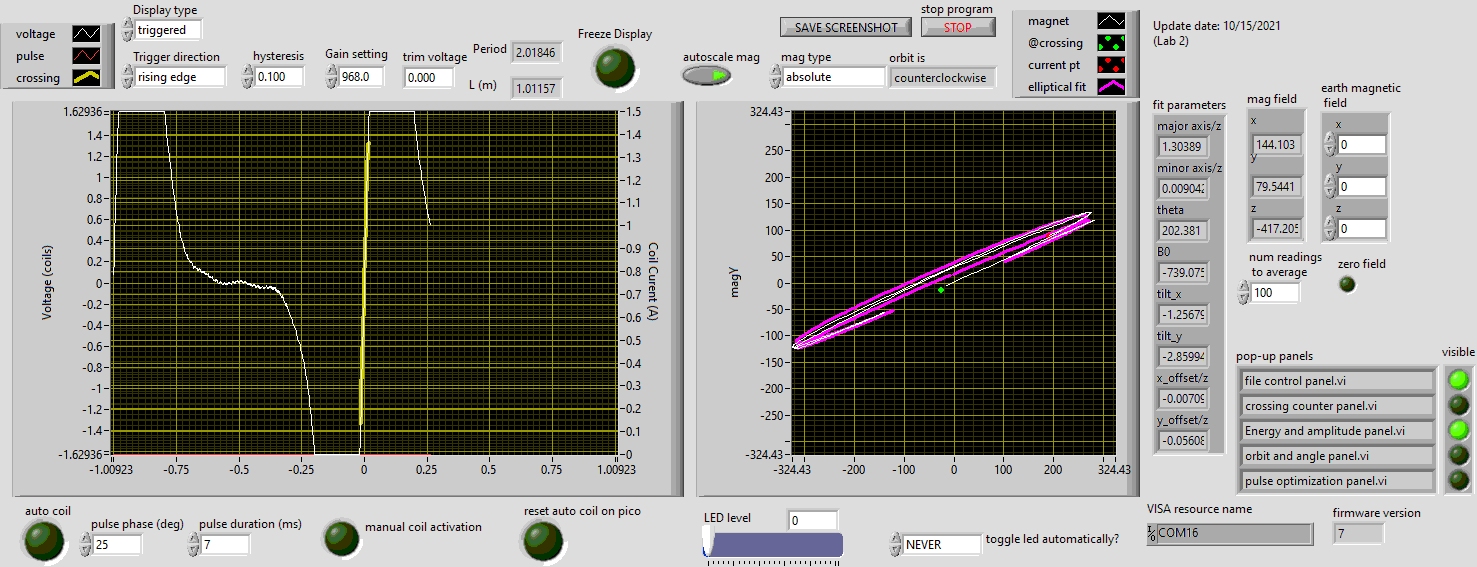 voltage
pulse
crossing
Display type
triggered
Trigger direction
rising edge
hysteresis
0.100
Gain setting
968.0
trim voltage
0.000
Period
2.01846
L (m)
1.01157
Freeze Display
SAVE SCREENSHOT
stop program
STOP
autoscale mag
mag type
absolute
orbit is
counterclockwise
magnet
@crossing
current pt
elliptical fit
Update date: 10/15/2021
(Lab 2)
Voltage (coils)
1.62936
1.4
1.2
1
0.8
0.6
0.4
0.2
0
-0.2
-0.4
-0.6
-0.8
-1
-1.2
-1.4
-1.62936
-1.00923
-0.75
-0.5
-0.25
0
0.25
0.5
0.75
1.00923
1.5
1.4
1.3
1.2
1.1
1
0.9
0.8
0.7
0.6
0.5
0.4
0.3
0.2
0.1
0
Coil Current (A)
magY
324.43
250
200
150
100
50
0
-50
-100
-150
-200
-250
-324.43
-324.43
-200
-100
0
100
200
324.43
fit parameters
major axis/z
1.30389
minor axis/z
0.009042
theta
202.381
B0
-739.075
tilt_x
-1.25679
tilt_y
-2.85994
x_offset/z
-0.00709
y_offset/z
-0.05608
mag field
x
144.103
y
79.5441
z
-417.205
earth magnetic
field
x
0
y
0
z
0
num readings
to average
100
zero field
pop-up panels
visible
file control panel.vi
crossing counter panel.vi
Energy and amplitude panel.vi
orbit and angle panel.vi
pulse optimization panel.vi
auto coil
pulse phase (deg)
25
pulse duration (ms)
7
manual coil activation
reset auto coil on pico
LED level
0
NEVER
toggle led automatically?
VISA resource name
COM16
firmware version
7